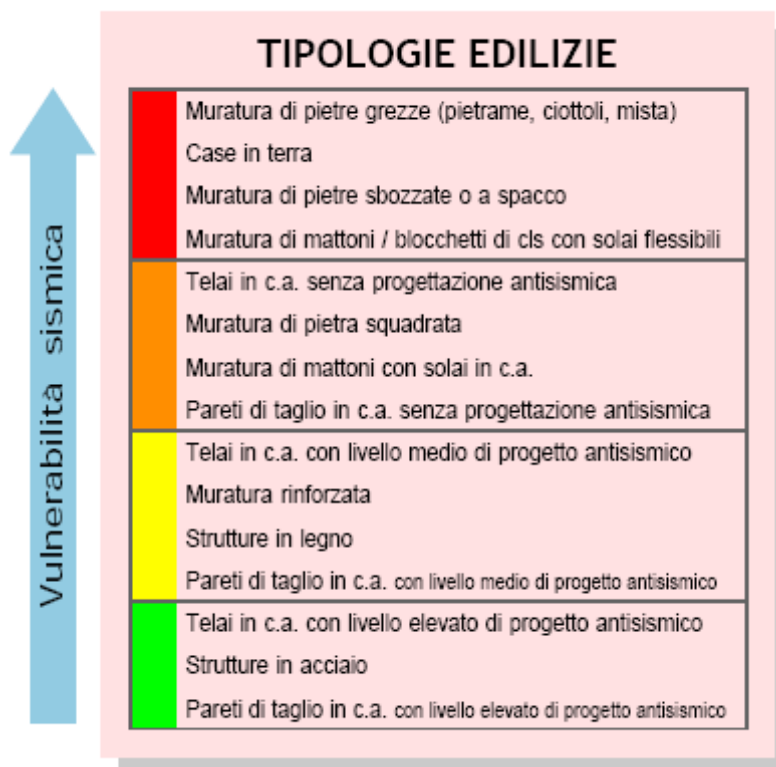 TIPOLOGIE EDILIZIE
Vulnerabilità sismica
Muratura di pietre grezze (pietrame, ciottoli, mista)
Case in terra
Muratura di pietre sbozzate o a spacco
Muratura di mattoni / blocchetti di cls con solai flessibili
Telai in c.a. senza progettazione antisismica
Muratura di pietra squadrata
Muratura di mattoni con solai in c.a.
Pareti di taglio in c.a. senza progettazione antisismica
Telai in c.a. con livello medio di progetto antisismico
Muratura rinforzata
Strutture in legno
Pareti di taglio in c.a. con livello medio di progetto antisismico
Telai in c.a. con livello elevato di progetto antisismico
Strutture in acciaio
Pareti di taglio in c.a. con livello elevato di progetto antisismico